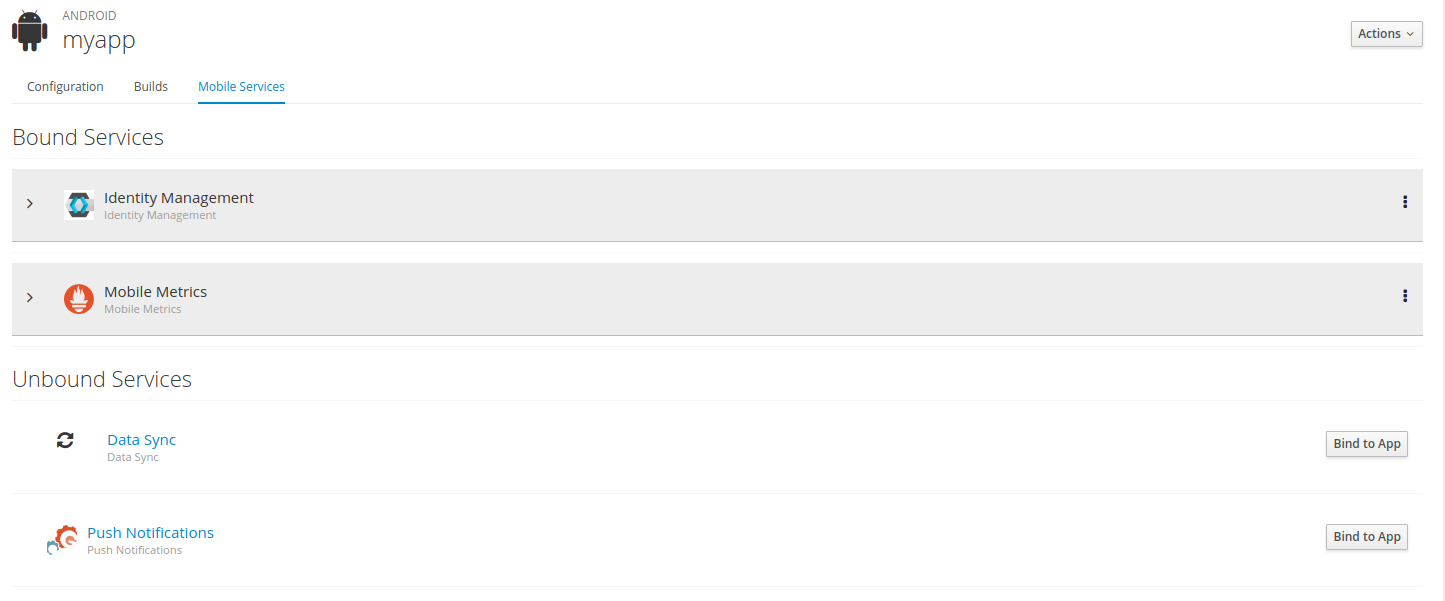 ANDROID
myapp
Actions
Configuration Builds Mobile Services
Bound Services
Identity Management
Identity Management
Mobile Metrics
Mobile Metrics
Unbound Services
Data Sync
Data Sync
Bind to App
Push Notifications
Push Notifications
Bind to App